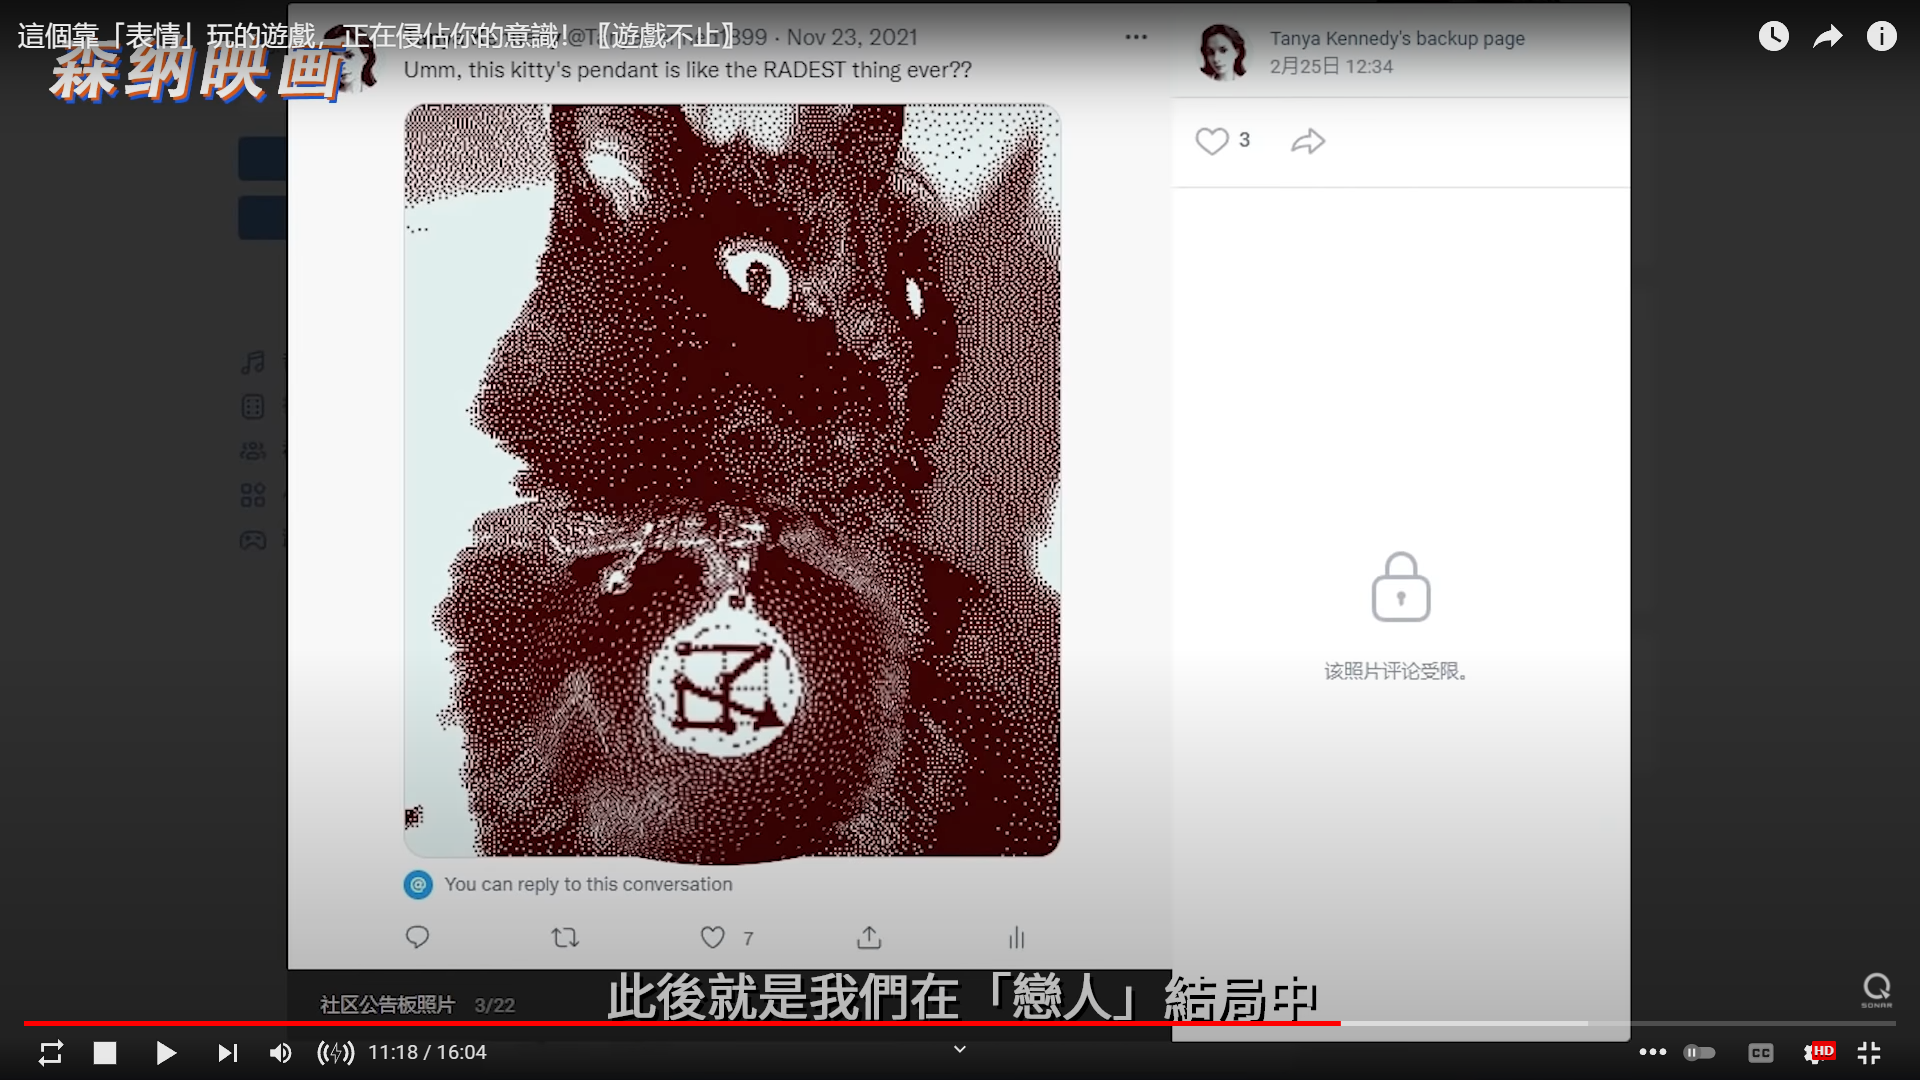 這個靠「表情」玩的遊戲，正在侵佔你的意識！〖遊戲不止〗
森纳映画
899 · Nov 23, 2021
Umm, this kitty's pendant is like the RADEST thing ever??
Tanya Kennedy's backup page
2月25日 12:34
3
该照片评论受限。
You can reply to this conversation
7
社区公告板照片 3/22
此後就是我們在「戀人」結局中
SONAR
11:18 / 16:04
CC
HD